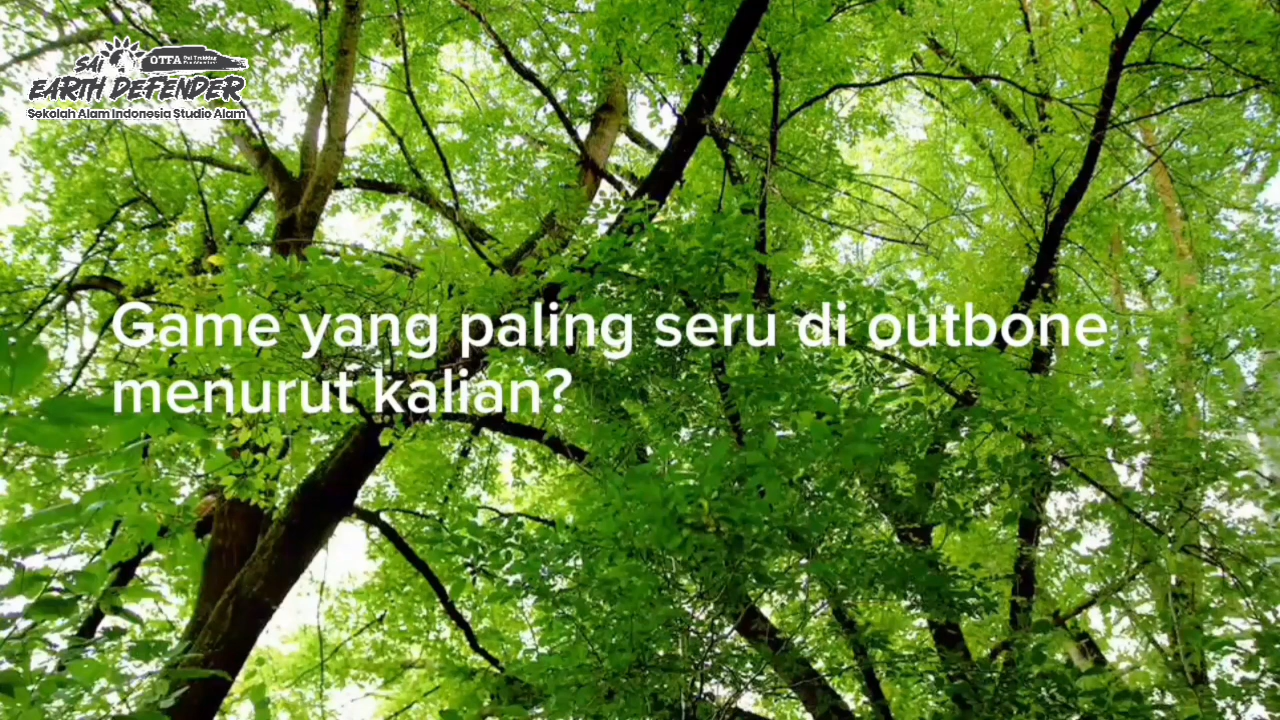 SAI
OTFA
EARTH DEFENDER
Sekolah Alam Indonesia Studio Alam
Game yang paling seru di outbone
menurut kalian?